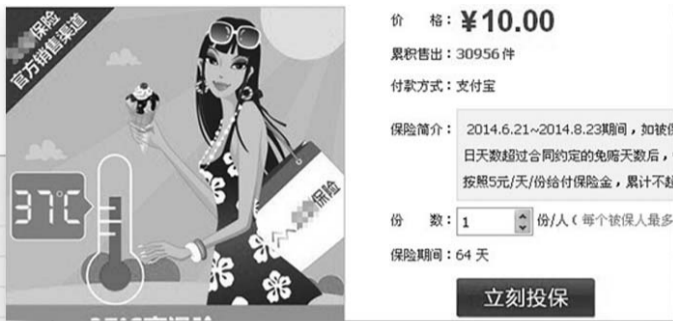 保险
官方销售渠道
37℃
保险
价 格：¥10.00
累积售出：30956件
付款方式：支付宝
保险简介： 2014.6.21~2014.8.23期间，如被保
日天数超过合同约定的免赔天数后，
按照5元/天/份给付保险金，累计不超
份 数：1 份/人（每个被保人最多
保险期间：64 天
立刻投保